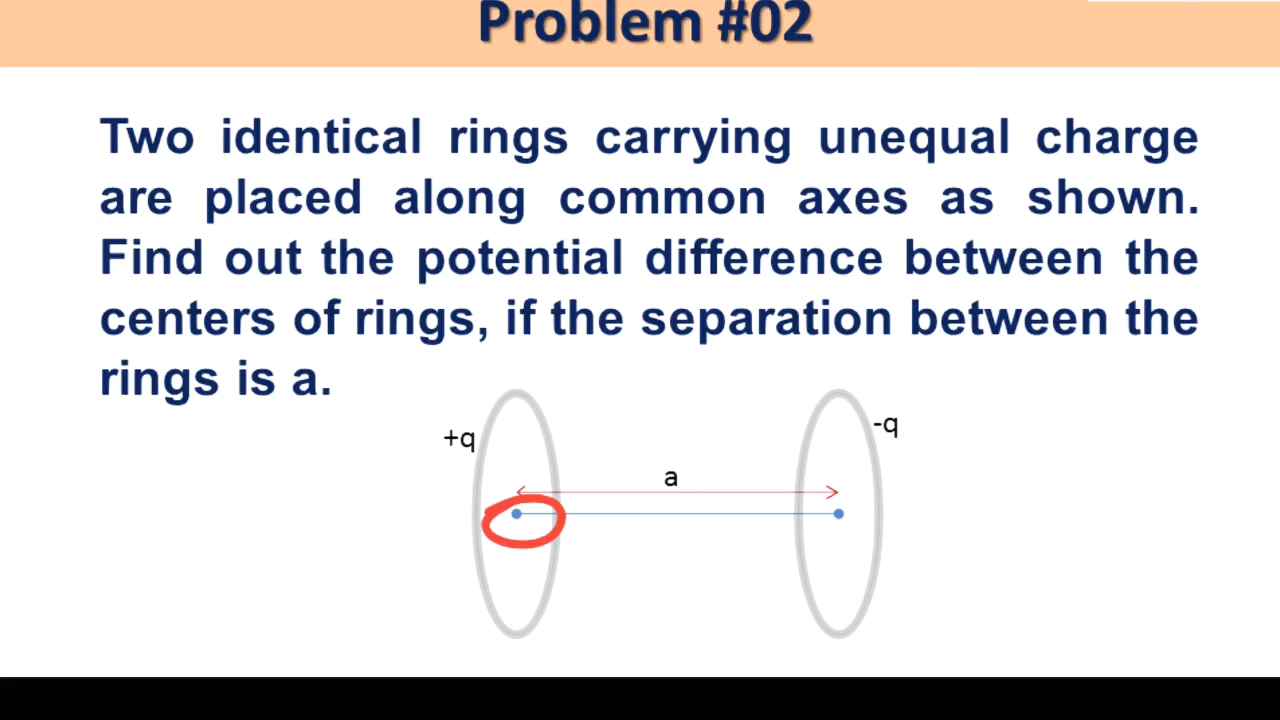 Problem #02
Two identical rings carrying unequal charge
are placed along common axes as shown.
Find out the potential difference between the
centers of rings, if the separation between the
rings is a.
+q
-q
a